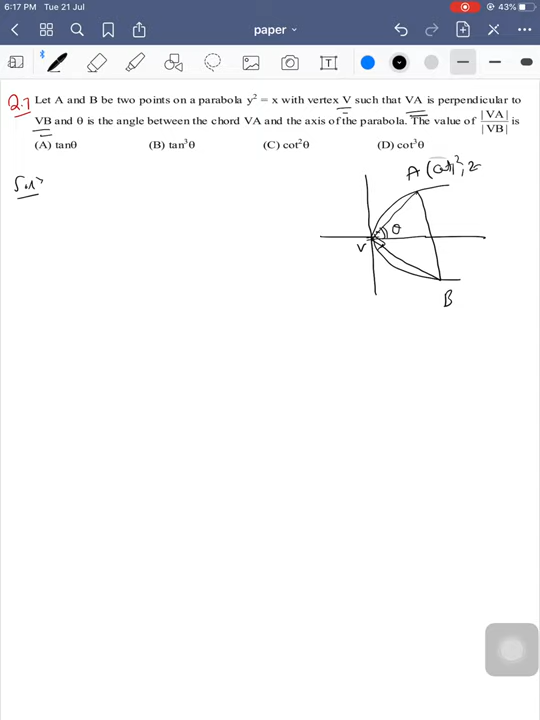 6:17 PM Tue 21 Jul 43%
paper
Q.7 Let A and B be two points on a parabola y² = x with vertex V such that VA is perpendicular to
VB and θ is the angle between the chord VA and the axis of the parabola. The value of |VA| / |VB| is
(A) tanθ (B) tan³θ (C) cot²θ (D) cot³θ
A
θ
V
B